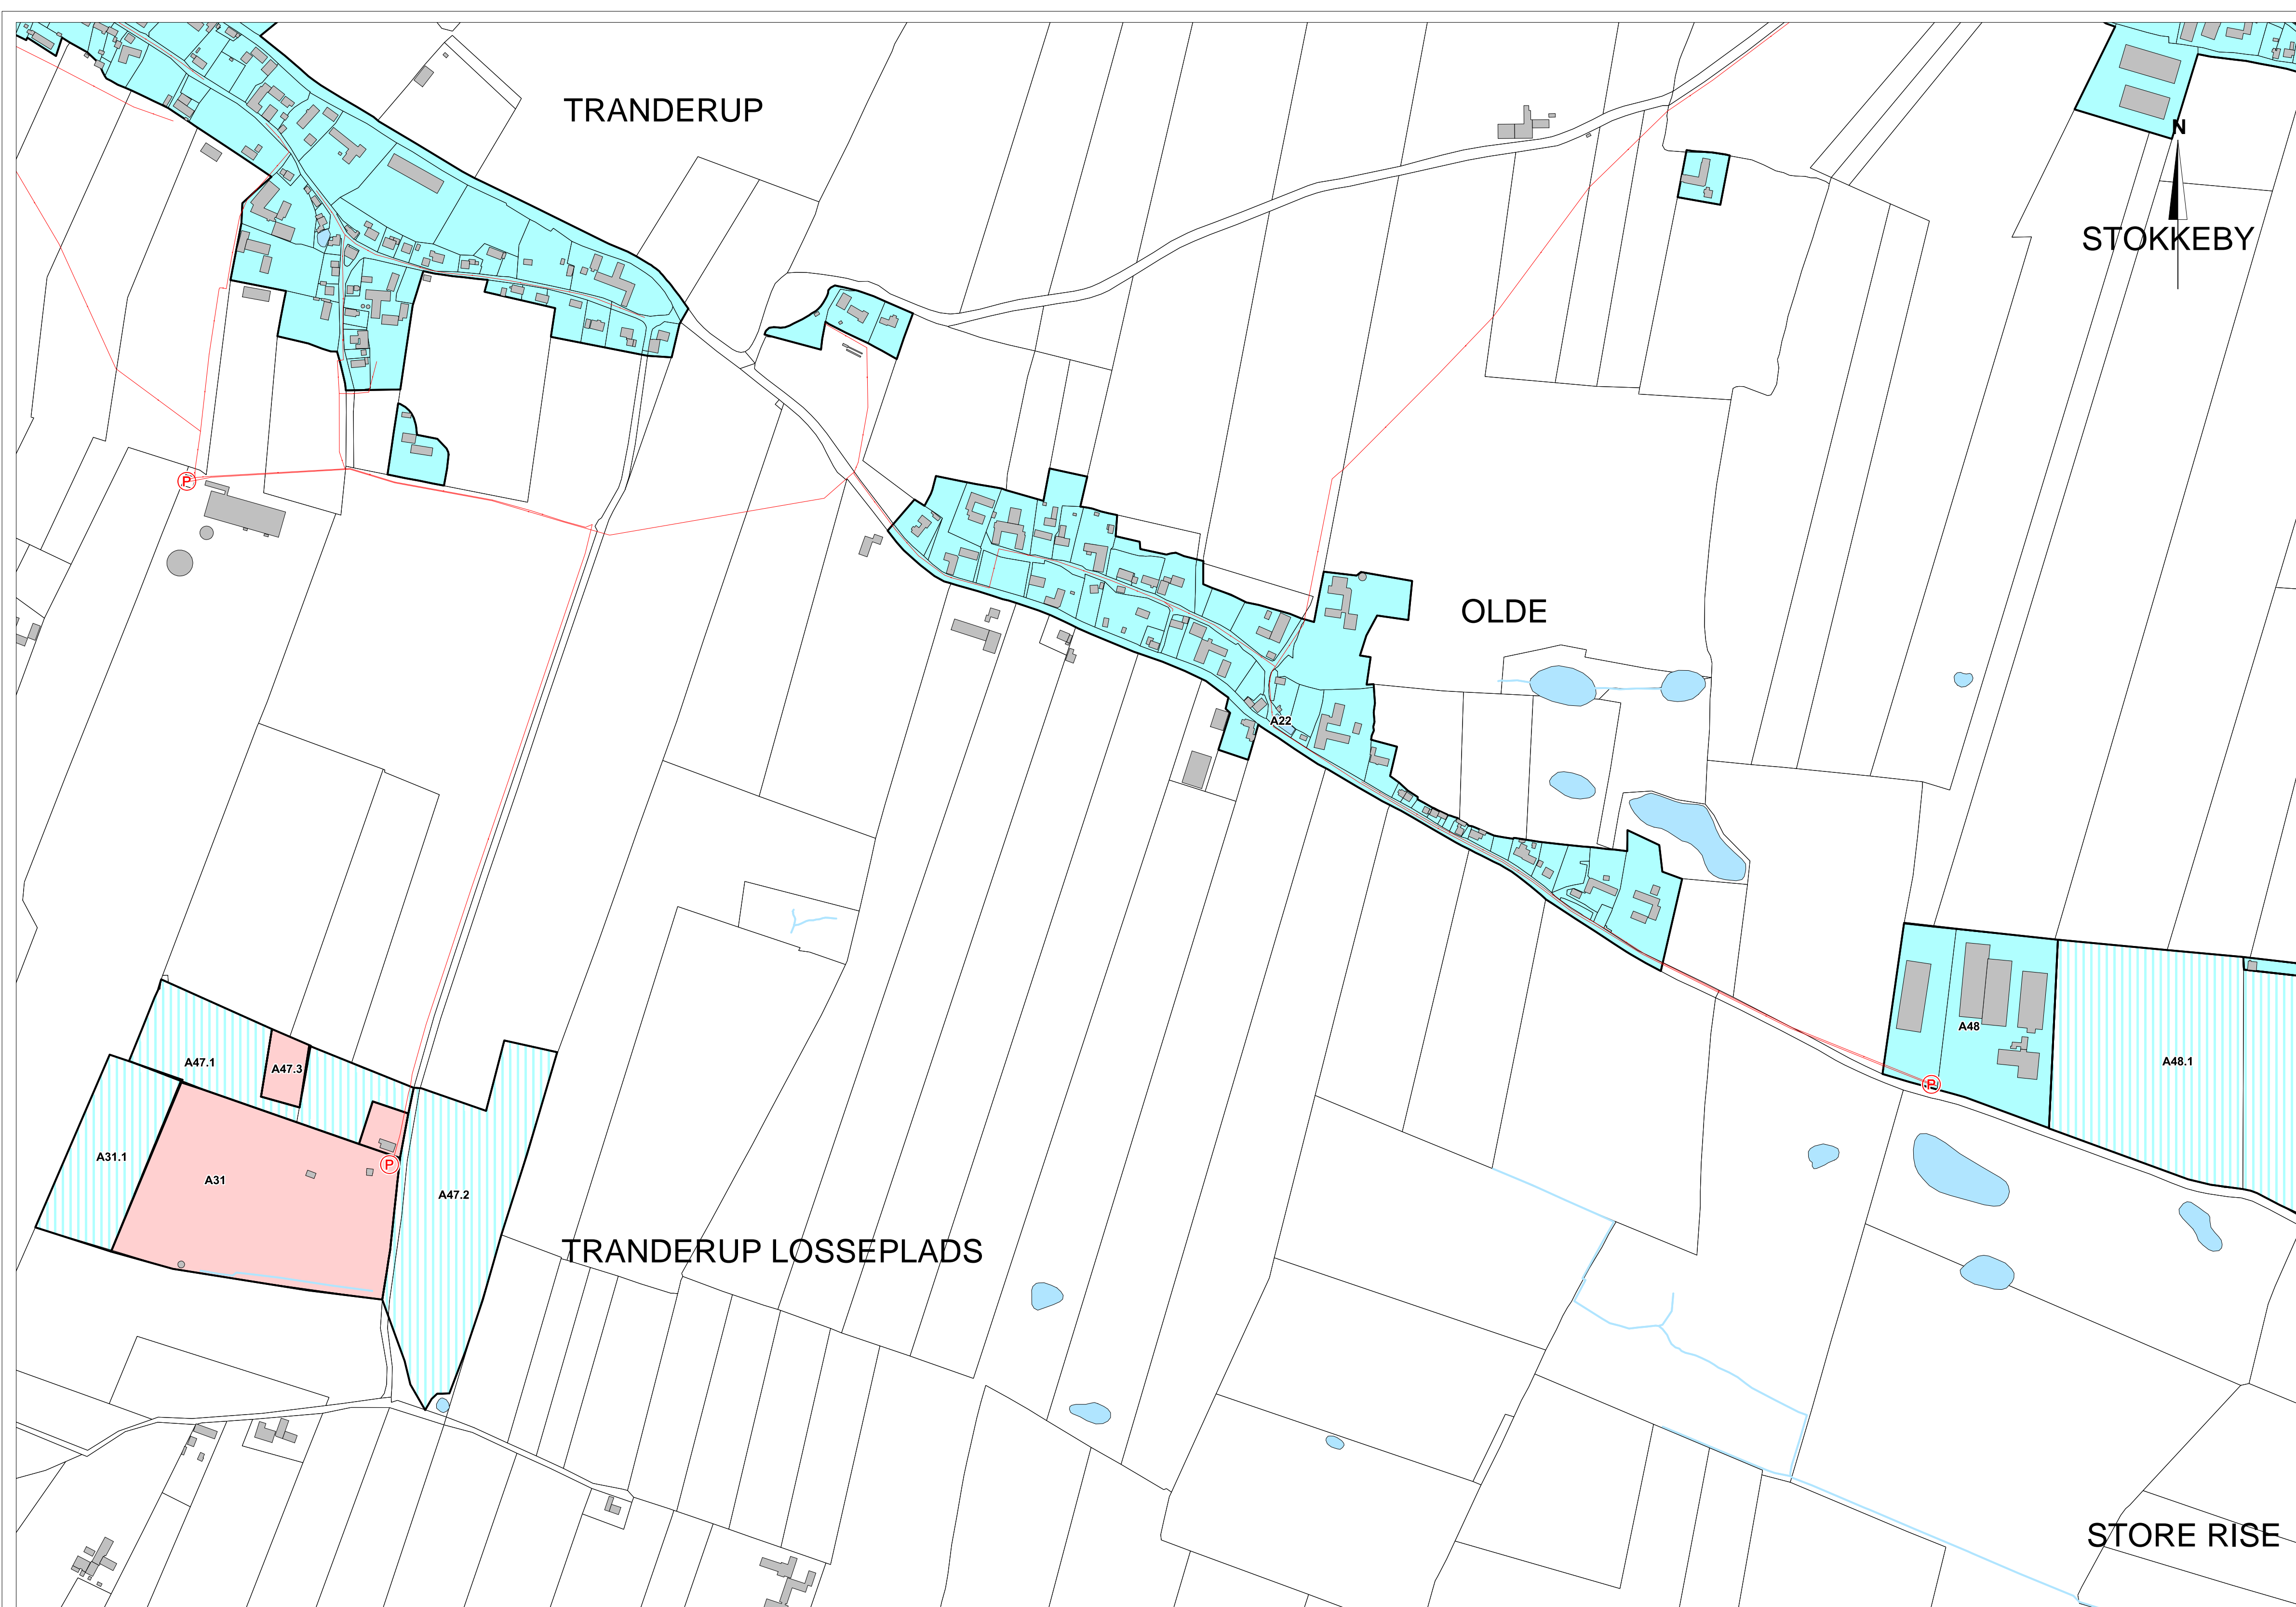 TRANDERUP
N
STOKKEBY
P
OLDE
A22
A48
A47.1
A47.3
A48.1
P
A31.1
P
A31
A47.2
TRANDERUP LOSSEPLADS
STORE RISE